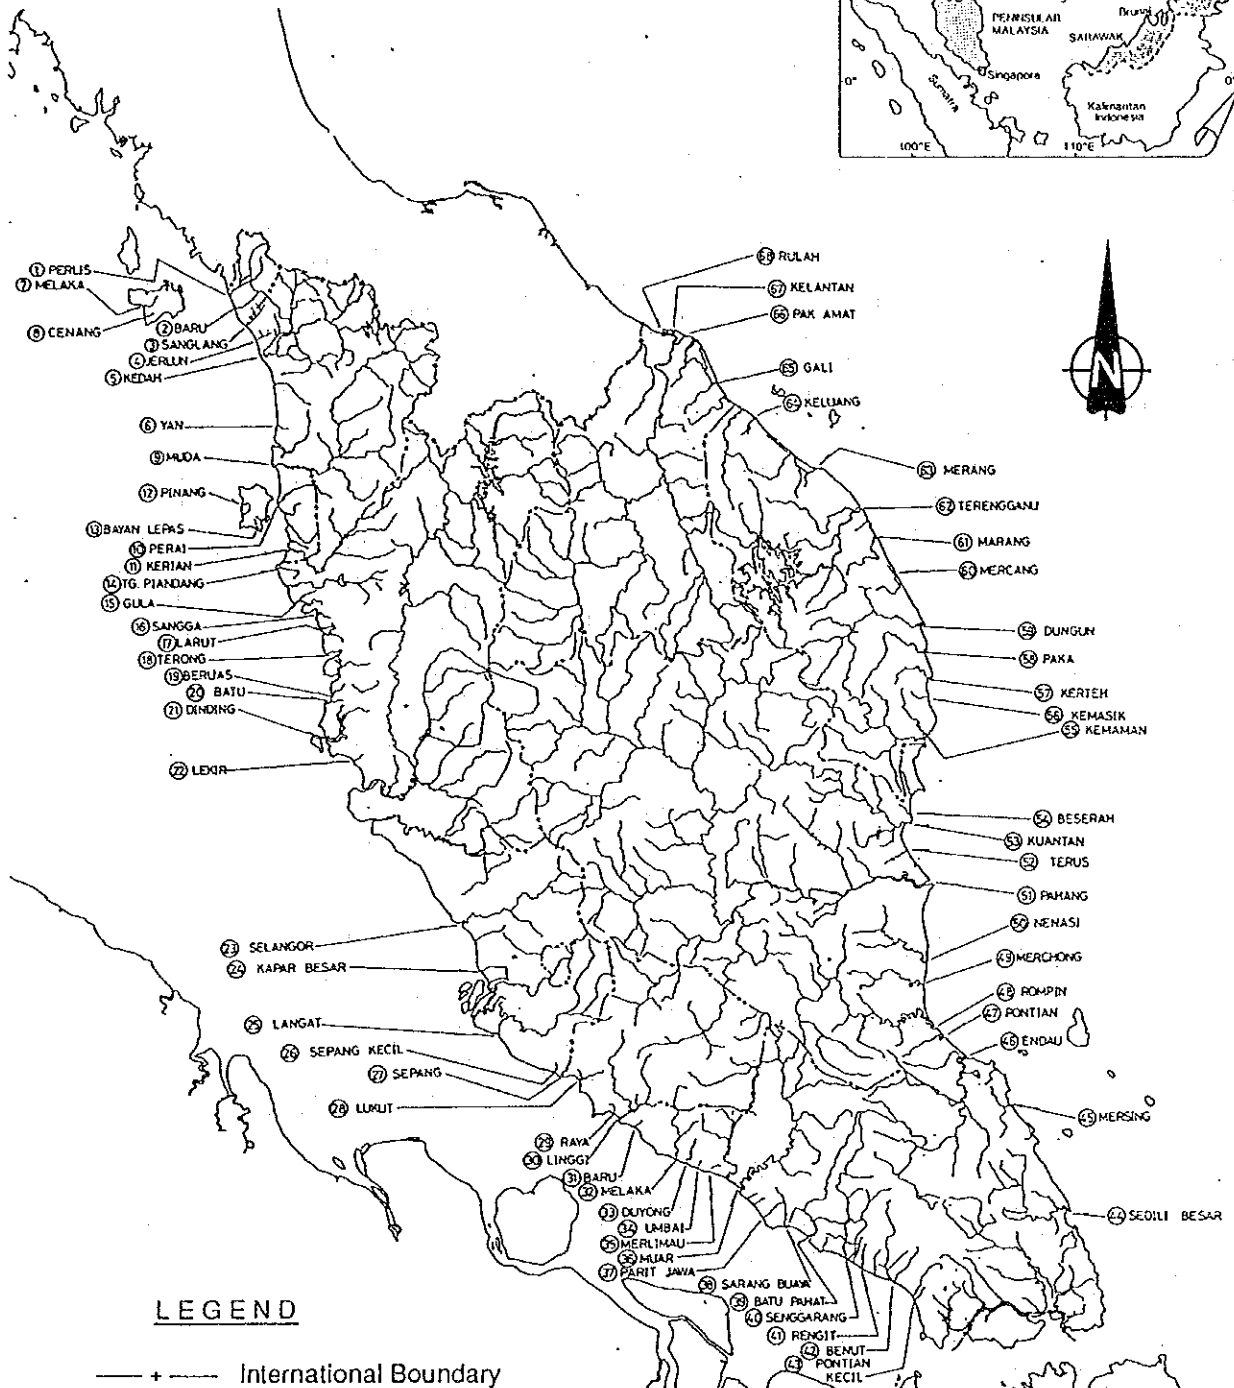 PENINSULAR
MALAYSIA
Brunei
SARAWAK
Singapora
Sumatra
Kalimantan
Indonesia
0°
0°
100°E
110°E
N
① PERLIS
⑦ MELAKA
⑧ CENANG
② BARU
③ SANGLANG
④ JERLUN
⑤ KEDAH
⑥ YAN
⑨ MUDA
⑫ PINANG
⑬ BAYAN LEPAS
⑩ PERAI
⑪ KERIAN
⑭ TG. PIANDANG
⑮ GULA
⑯ SANGGA
⑰ LARUT
⑱ TERONG
⑲ BERUAS
⑳ BATU
㉑ DINDING
㉒ LEKIR
㉓ SELANGOR
㉔ KAPAR BESAR
㉕ LANGAT
㉖ SEPANG KECIL
㉗ SEPANG
㉘ LUKUT
㉙ RAYA
㉚ LINGGI
㉛ BARU
㉜ MELAKA
㉝ DUYONG
㉞ UMBAI
㉟ MERLIMAU
㊱ MUAR
㊲ PARIT JAWA
㊳ SARANG BUAYA
㊴ BATU PAHAT
㊵ SENGGARANG
㊶ RENGIT
㊷ BENUT
㊸ PONTIAN
KECIL
68 RULAH
67 KELANTAN
66 PAK AMAT
65 GALI
64 KELUANG
63 MERANG
62 TERENGGANU
61 MARANG
60 MERCANG
59 DUNGUN
58 PAKA
57 KERTEH
56 KEMASIK
55 KEMAMAN
54 BESERAH
53 KUANTAN
52 TERUS
51 PAHANG
㊿ NENASI
㊾ MERCHONG
㊽ ROMPIN
㊼ PONTIAN
㊻ ENDAU
㊺ MERSING
㊹ SEDILI BESAR
LEGEND
— + — International Boundary